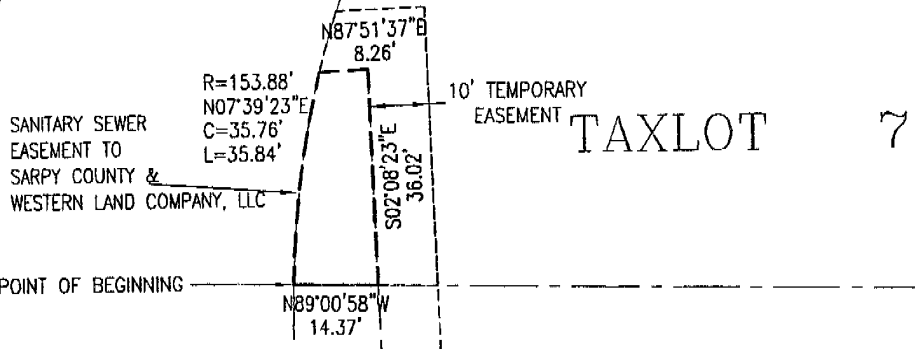 N87°51'37"E
8.26'
R=153.88'
N07°39'23"E
C=35.76'
L=35.84'
10' TEMPORARY
EASEMENT
TAXLOT 7
SANITARY SEWER
EASEMENT TO
SARPY COUNTY &
WESTERN LAND COMPANY, LLC
S02°08'23"E
36.02'
POINT OF BEGINNING
N89°00'58"W
14.37'